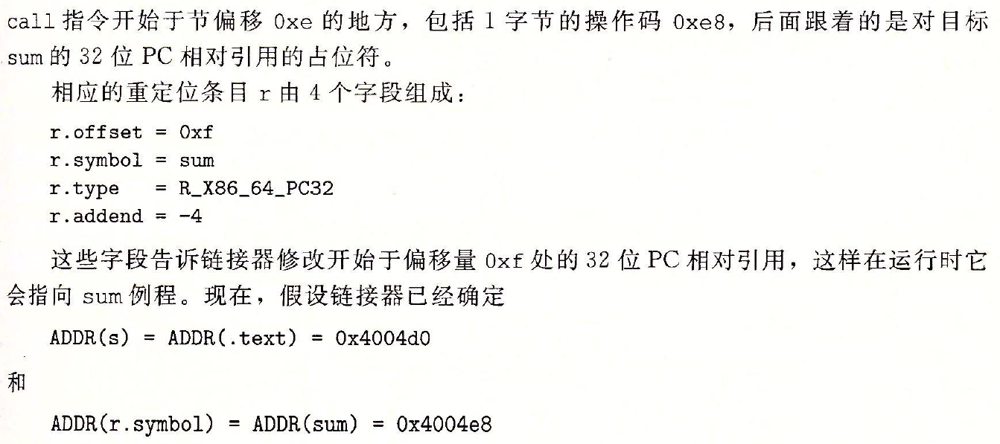 call 指令开始于节偏移 0xe 的地方，包括 1 字节的操作码 0xe8，后面跟着的是对目标
sum 的 32 位 PC 相对引用的占位符。
相应的重定位条目 r 由 4 个字段组成：
r.offset = 0xf
r.symbol = sum
r.type   = R_X86_64_PC32
r.addend = -4
这些字段告诉链接器修改开始于偏移量 0xf 处的 32 位 PC 相对引用，这样在运行时它
会指向 sum 例程。现在，假设链接器已经确定
ADDR(s) = ADDR(.text) = 0x4004d0
和
ADDR(r.symbol) = ADDR(sum) = 0x4004e8